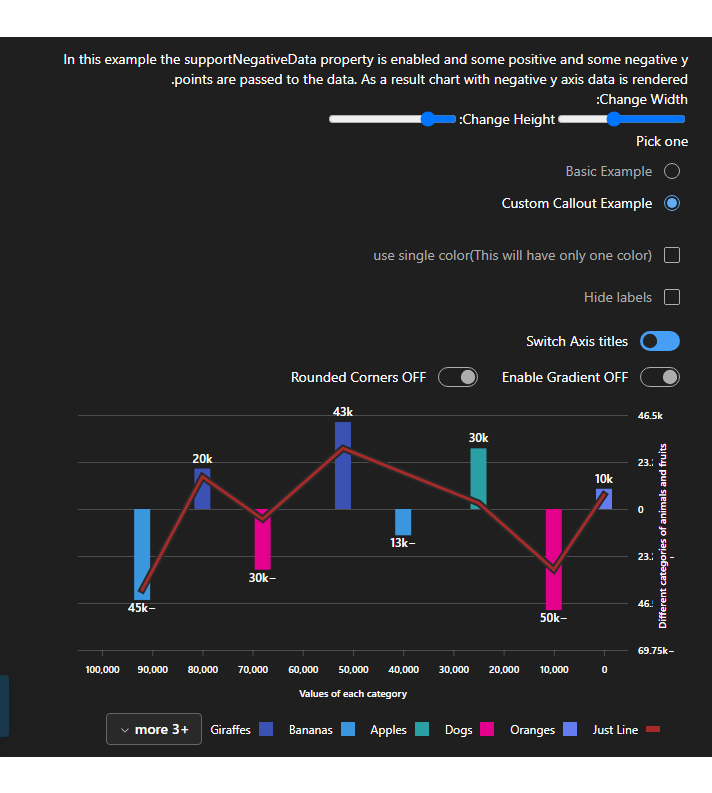 In this example the supportNegativeData property is enabled and some positive and some negative y
.points are passed to the data. As a result chart with negative y axis data is rendered
:Change Width
:Change Height
Pick one
Basic Example
Custom Callout Example
use single color(This will have only one color)
Hide labels
Switch Axis titles
Rounded Corners OFF
Enable Gradient OFF
43k
46.5k
20k
30k
23.:
10k
0
13k–
30k–
23.:
–
45k–
50k–
46.:
69.75k–
Different categories of animals and fruits
100,000 90,000 80,000 70,000 60,000 50,000 40,000 30,000 20,000 10,000 0
Values of each category
more 3+ Giraffes Bananas Apples Dogs Oranges Just Line